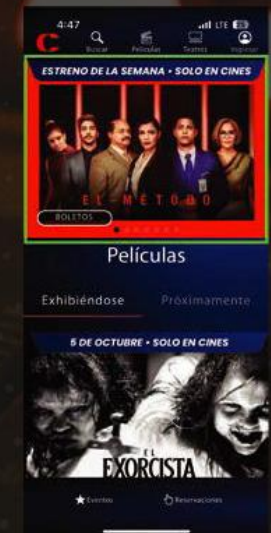 4:47 LTE
C
Buscar Películas Teatros Ingresar
ESTRENO DE LA SEMANA • SOLO EN CINES
EL MÉTODO
BOLETOS
Películas
Exhibiéndose Próximamente
5 DE OCTUBRE • SOLO EN CINES
EL
EXORCISTA
Eventos Reservaciones